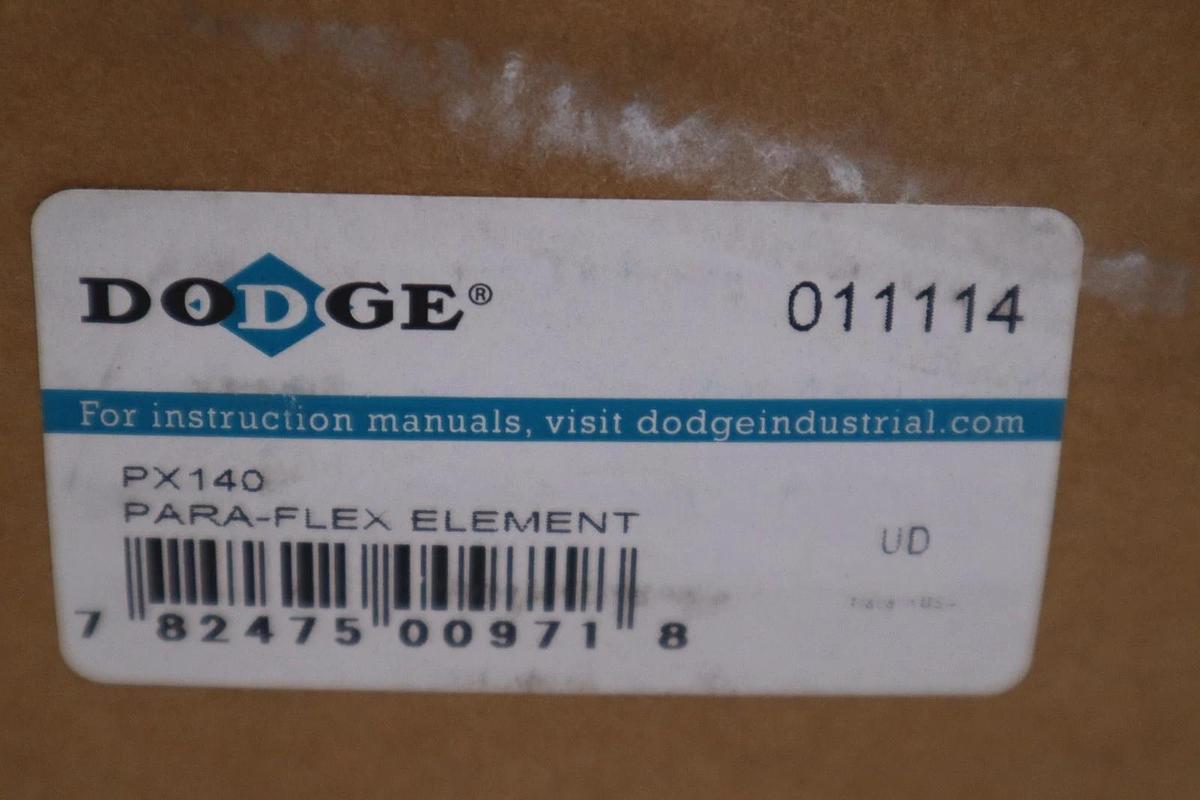 DODGE®
011114
For instruction manuals, visit dodgeindustrial.com
PX140
PARA-FLEX ELEMENT
UD
7 82475 00971 8